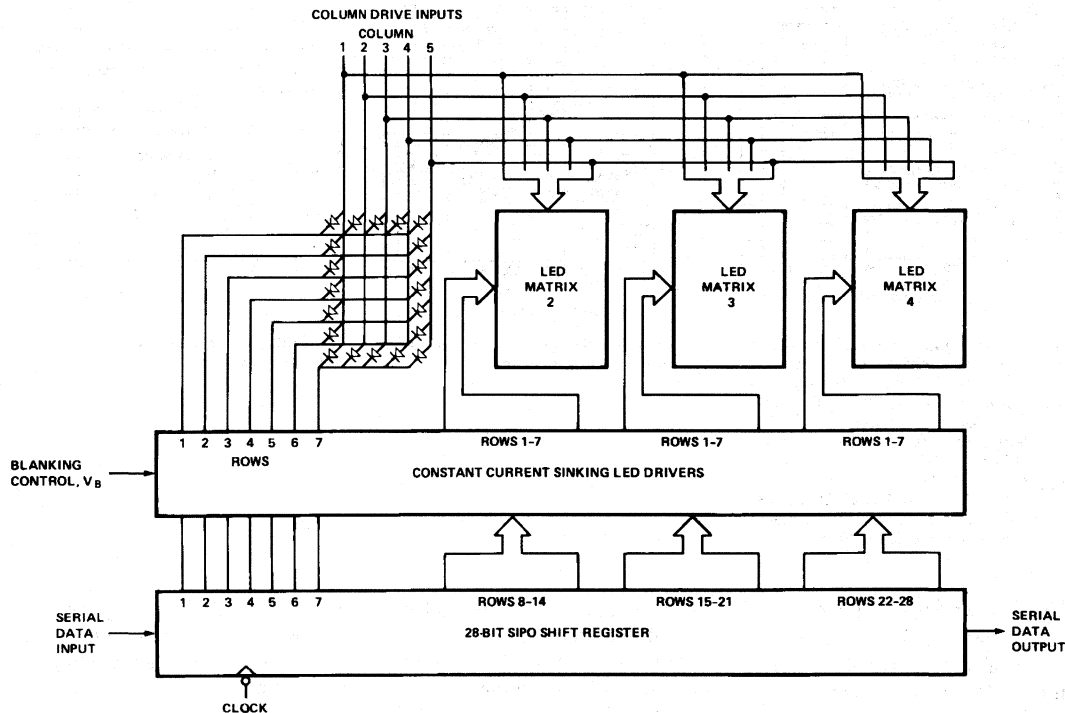 COLUMN DRIVE INPUTS
COLUMN
1 2 3 4 5
LED
MATRIX
2
LED
MATRIX
3
LED
MATRIX
4
1 2 3 4 5 6 7
ROWS
ROWS 1-7
ROWS 1-7
ROWS 1-7
BLANKING
CONTROL, VB
CONSTANT CURRENT SINKING LED DRIVERS
1 2 3 4 5 6 7
ROWS 8-14
ROWS 15-21
ROWS 22-28
SERIAL
DATA
INPUT
28-BIT SIPO SHIFT REGISTER
SERIAL
DATA
OUTPUT
CLOCK